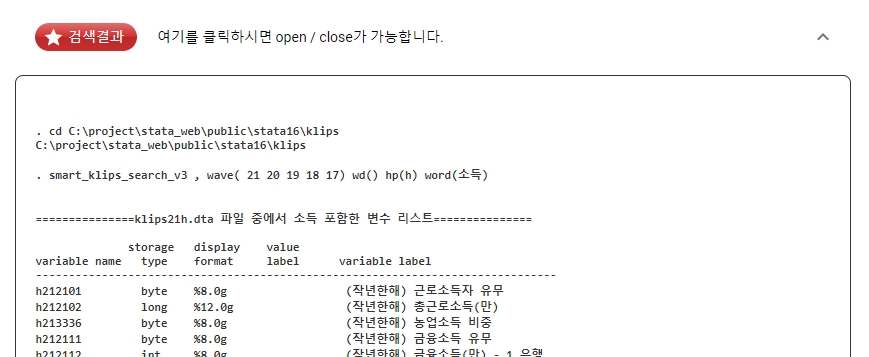 검색결과 여기를 클릭하시면 open / close가 가능합니다.
. cd C:\project\stata_web\public\stata16\klips
C:\project\stata_web\public\stata16\klips
. smart_klips_search_v3 , wave( 21 20 19 18 17) wd() hp(h) word(소득)
===============klips21h.dta 파일 중에서 소득 포함한 변수 리스트===============
storage display value
variable name type format label variable label
-------------------------------------------------------------------------------
h212101 byte %8.0g (작년한해) 근로소득자 유무
h212102 long %12.0g (작년한해) 총근로소득(만)
h213336 byte %8.0g (작년한해) 농업소득 비중
h212111 byte %8.0g (작년한해) 금융소득 유무
h212112 int %8.0g (작년한해) 금융소득(만) - 1 은행